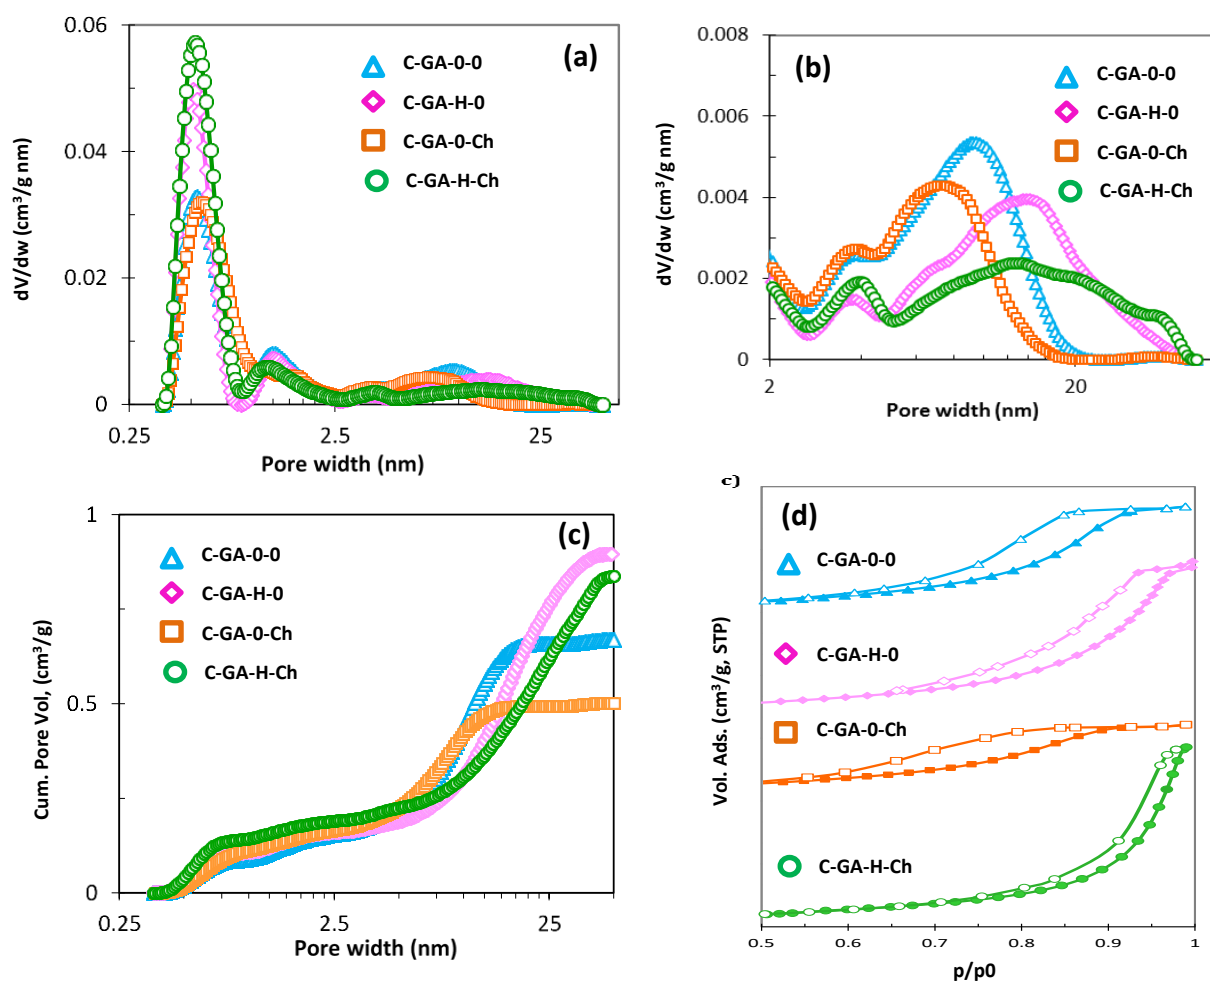 0.06
0.04
0.02
0
dV/dw (cm³/g nm)
(a)
C-GA-0-0
C-GA-H-0
C-GA-0-Ch
C-GA-H-Ch
0.25
2.5
25
Pore width (nm)
0.008
0.006
0.004
0.002
0
dV/dw (cm³/g nm)
(b)
C-GA-0-0
C-GA-H-0
C-GA-0-Ch
C-GA-H-Ch
2
20
Pore width (nm)
1
0.5
0
Cum. Pore Vol, (cm³/g)
(c)
C-GA-0-0
C-GA-H-0
C-GA-0-Ch
C-GA-H-Ch
0.25
2.5
25
Pore width (nm)
c)
(d)
Vol. Ads. (cm³/g, STP)
C-GA-0-0
C-GA-H-0
C-GA-0-Ch
C-GA-H-Ch
0.5
0.6
0.7
0.8
0.9
1
p/p0